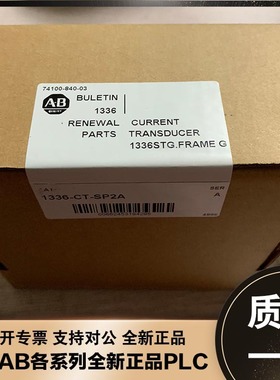 74100-840-03
AB
BULETIN
1336
RENEWAL CURRENT
PARTS TRANSDUCER
1336STG.FRAME G
CAT
SER
1336-CT-SP2A
A
质
开专票 支持对公 全新正品
AB各系列全新正品PLC